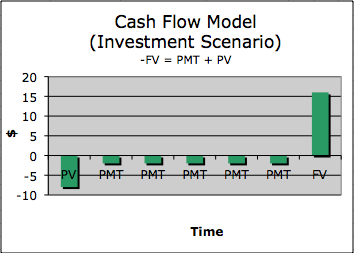 Cash Flow Model
(Investment Scenario)
-FV = PMT + PV
20
15
10
5
0
-5
-10
$
PV PMT PMT PMT PMT PMT FV
Time